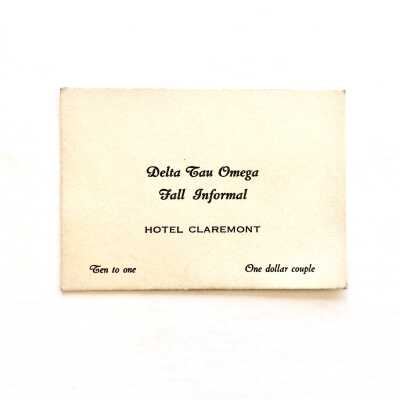 Delta Tau Omega
Fall Informal
HOTEL CLAREMONT
Ten to one
One dollar couple